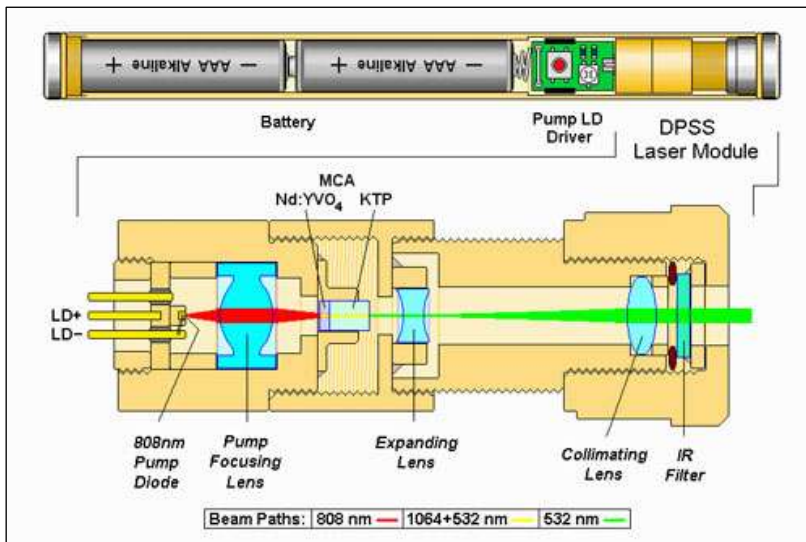 + AAA Alkaline −
+ AAA Alkaline −
Battery
Pump LD
Driver
DPSS
Laser Module
MCA
Nd:YVO4 KTP
LD+
LD−
808nm
Pump
Diode
Pump
Focusing
Lens
Expanding
Lens
Collimating
Lens
IR
Filter
Beam Paths: 808 nm 1064+532 nm 532 nm